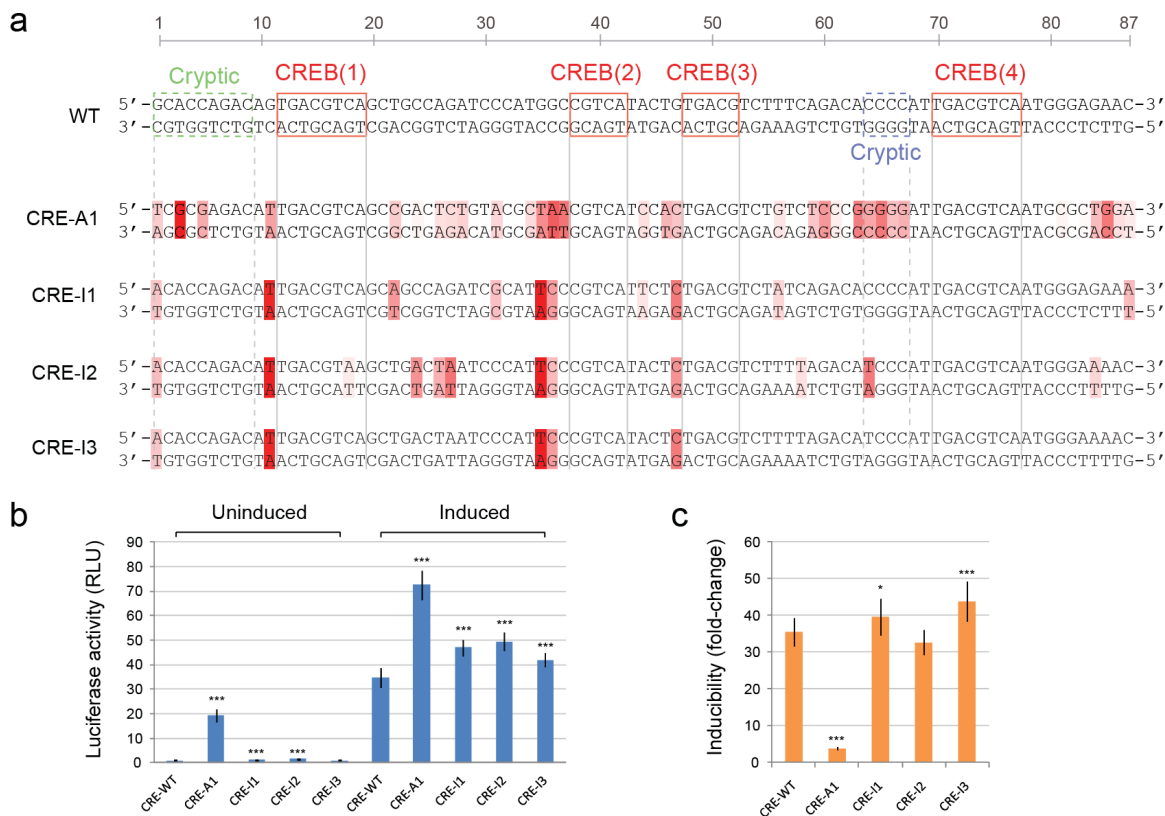 a
1 10 20 30 40 50 60 70 80 87
Cryptic CREB(1) CREB(2) CREB(3) CREB(4)
WT
5′-GCACCAGACAGTGACGTCAGCTGCCAGATCCCATGGCCGTCATACTGTGACGTCTTTCAGACACCCCATTGACGTCAATGGGAGAAC-3′
3′-CGTGGTCTGTCACTGCAGTCGACGGTCTAGGGTACCGGCAGTATGACACTGCAGAAAGTCTGTGGGGTAACTGCAGTTACCCTCTTG-5′
Cryptic
CRE-A1
5′-TCGCGAGACATTGACGTCAGCCGACTCTGTACGCTAACGTCATCCACTGACGTCTGTCTCCCGGGCGATTGACGTCAATGCGCTGGA-3′
3′-AGCGCTCTGTAACTGCAGTCGGCTGAGACATGCGATTGCAGTAGGTGACTGCAGACAGAGGGCCCGCTAACTGCAGTTACGCGACCT-5′
CRE-I1
5′-ACACCAGACATTGACGTCAGCAGCCAGATCGCATTCCCGTCATTCTCTGACGTCTATCAGACACCCCATTGACGTCAATGGGAGAAA-3′
3′-TGTGGTCTGTAACTGCAGTCGTCGGTCTAGCGTAAGGGCAGTAAGAGACTGCAGATAGTCTGTGGGGTAACTGCAGTTACCCTCTTT-5′
CRE-I2
5′-ACACCAGACATTGACGTAAGCTGACTAATCCCATTCCCGTCATACTCTGACGTCTTTTAGACATCCCATTGACGTCAATGGGAAAAC-3′
3′-TGTGGTCTGTAACTGCATTCGACTGATTAGGGTAAGGGCAGTATGAGACTGCAGAAAATCTGTAGGGTAACTGCAGTTACCCTTTTG-5′
CRE-I3
5′-ACACCAGACATTGACGTCAGCTGACTAATCCCATTCCCGTCATACTCTGACGTCTTTTAGACATCCCATTGACGTCAATGGGAAAAC-3′
3′-TGTGGTCTGTAACTGCAGTCGACTGATTAGGGTAAGGGCAGTATGAGACTGCAGAAAATCTGTAGGGTAACTGCAGTTACCCTTTTG-5′
b
Uninduced Induced
Luciferase activity (RLU)
90
80
70
60
50
40
30
20
10
0
*** *** *** *** *** *** ***
CRE-WT CRE-A1 CRE-I1 CRE-I2 CRE-I3 CRE-WT CRE-A1 CRE-I1 CRE-I2 CRE-I3
c
Inducibility (fold-change)
60
50
40
30
20
10
0
*** * ***
CRE-WT CRE-A1 CRE-I1 CRE-I2 CRE-I3